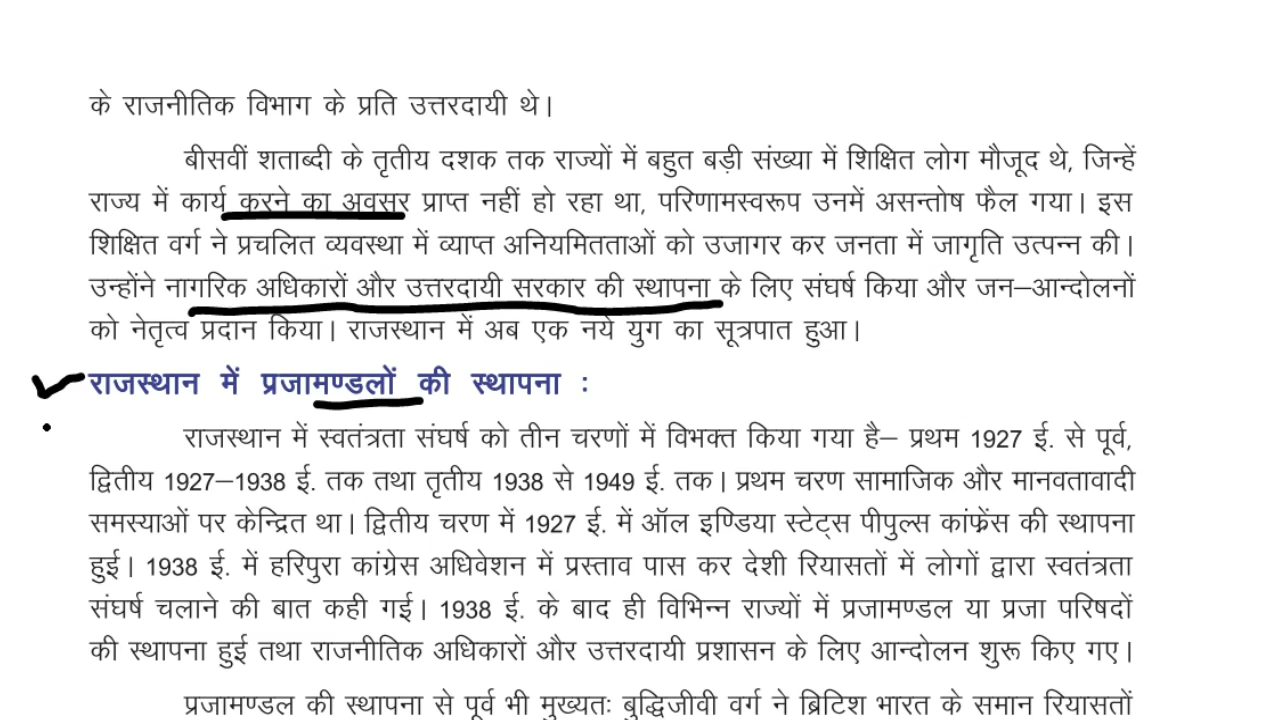 के राजनीतिक विभाग के प्रति उत्तरदायी थे।
बीसवीं शताब्दी के तृतीय दशक तक राज्यों में बहुत बड़ी संख्या में शिक्षित लोग मौजूद थे, जिन्हें
राज्य में कार्य करने का अवसर प्राप्त नहीं हो रहा था, परिणामस्वरूप उनमें असन्तोष फैल गया। इस
शिक्षित वर्ग ने प्रचलित व्यवस्था में व्याप्त अनियमितताओं को उजागर कर जनता में जागृति उत्पन्न की।
उन्होंने नागरिक अधिकारों और उत्तरदायी सरकार की स्थापना के लिए संघर्ष किया और जन–आन्दोलनों
को नेतृत्व प्रदान किया। राजस्थान में अब एक नये युग का सूत्रपात हुआ।
राजस्थान में प्रजामण्डलों की स्थापना :
राजस्थान में स्वतंत्रता संघर्ष को तीन चरणों में विभक्त किया गया है– प्रथम 1927 ई. से पूर्व,
द्वितीय 1927–1938 ई. तक तथा तृतीय 1938 से 1949 ई. तक। प्रथम चरण सामाजिक और मानवतावादी
समस्याओं पर केन्द्रित था। द्वितीय चरण में 1927 ई. में ऑल इण्डिया स्टेट्स पीपुल्स कांफ्रेंस की स्थापना
हुई। 1938 ई. में हरिपुरा कांग्रेस अधिवेशन में प्रस्ताव पास कर देशी रियासतों में लोगों द्वारा स्वतंत्रता
संघर्ष चलाने की बात कही गई। 1938 ई. के बाद ही विभिन्न राज्यों में प्रजामण्डल या प्रजा परिषदों
की स्थापना हुई तथा राजनीतिक अधिकारों और उत्तरदायी प्रशासन के लिए आन्दोलन शुरू किए गए।
प्रजामण्डल की स्थापना से पूर्व भी मुख्यतः बुद्धिजीवी वर्ग ने ब्रिटिश भारत के समान रियासतों